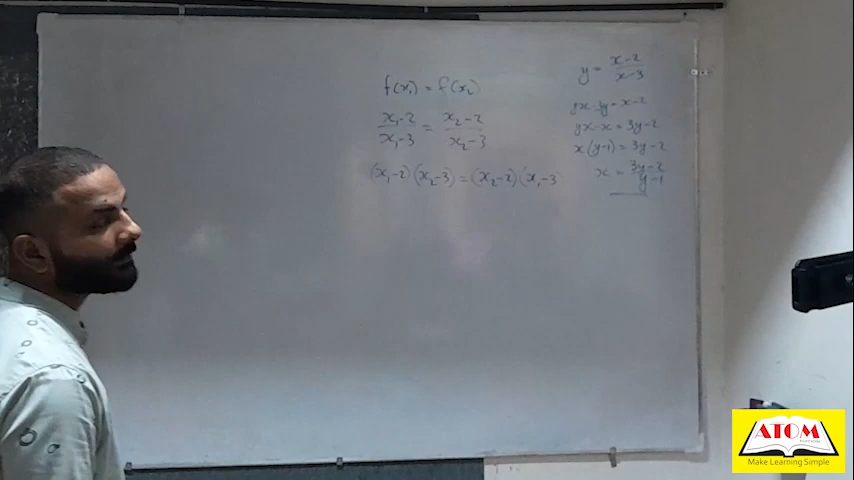 f(x₁) = f(x₂)
x₁-2 / x₁-3 = x₂-2 / x₂-3
(x₁-2)(x₂-3) = (x₂-2)(x₁-3
y = x-2 / x-3
yx-3y = x-2
yx-x = 3y-2
x(y-1) = 3y-2
x = 3y-2 / y-1
ATOM
Make Learning Simple